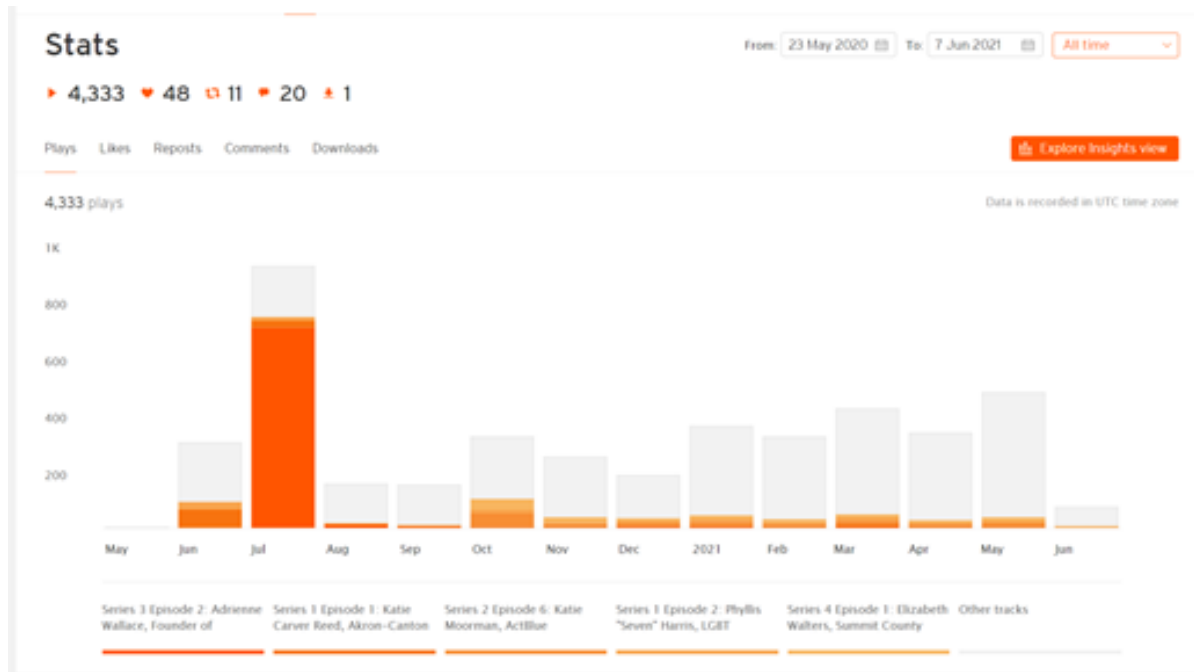 Stats
From: 23 May 2020 To: 7 Jun 2021 All time
4,333 48 11 20 1
Plays Likes Reposts Comments Downloads
Explore Insights view
4,333 plays
Data is recorded in UTC time zone
1K
800
600
400
200
May Jun Jul Aug Sep Oct Nov Dec 2021 Feb Mar Apr May Jun
Series 3 Episode 2: Adrienne
Wallace, Founder of
Series 1 Episode 1: Katie
Carver Reed, Akron-Canton
Series 2 Episode 6: Katie
Moorman, ActBlue
Series 1 Episode 2: Phyllis
"Seven" Harris, LGBT
Series 4 Episode 1: Elizabeth
Walters, Summit County
Other tracks